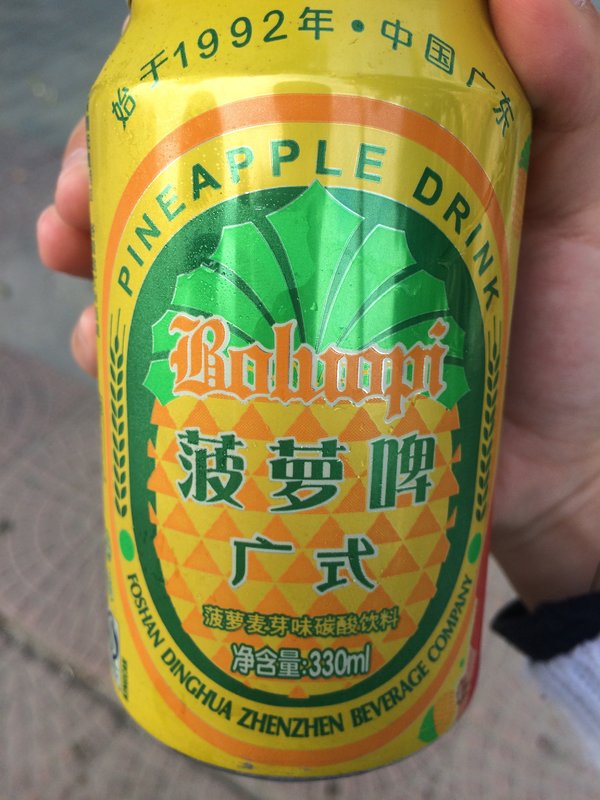 始于1992年·中国广东
PINEAPPLE DRINK
Boluopi
菠萝啤
广式
菠萝麦芽味碳酸饮料
净含量:330ml
FOSHAN DINGHUA ZHENZHEN BEVERAGE COMPANY